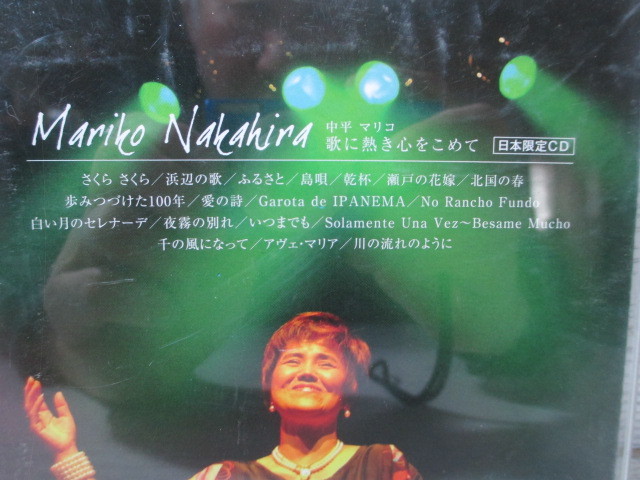 Mariko Nakahira 中平 マリコ
歌に熱き心をこめて 日本限定CD
さくら さくら／浜辺の歌／ふるさと／島唄／乾杯／瀬戸の花嫁／北国の春
歩みつづけた100年／愛の詩／Garota de IPANEMA／No Rancho Fundo
白い月のセレナーデ／夜霧の別れ／いつまでも／Solamente Una Vez〜Besame Mucho
千の風になって／アヴェ・マリア／川の流れのように